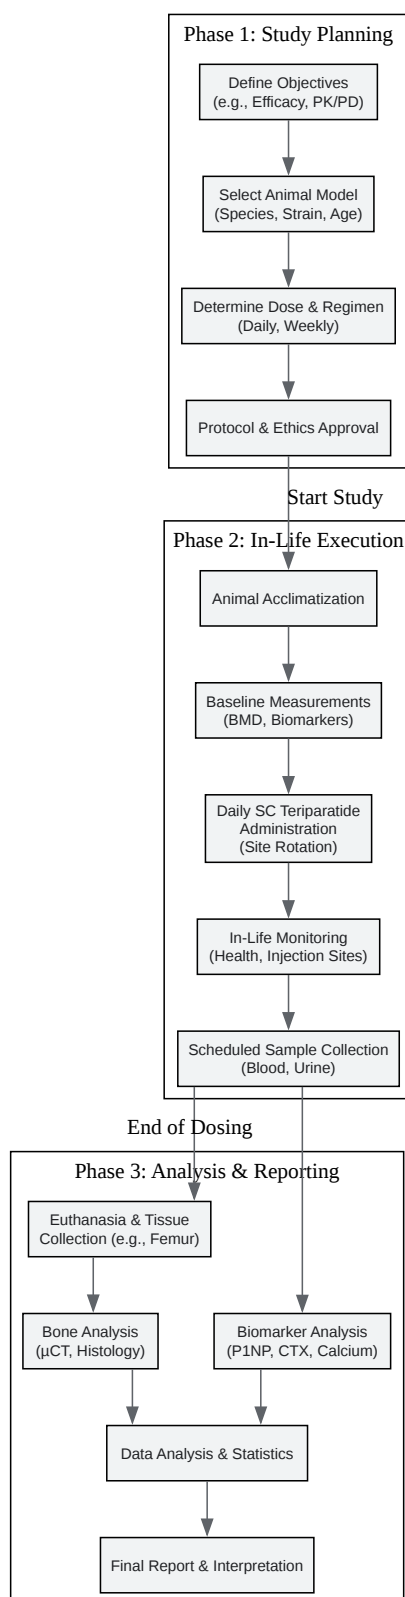 Phase 1: Study Planning
Define Objectives
(e.g., Efficacy, PK/PD)
Select Animal Model
(Species, Strain, Age)
Determine Dose & Regimen
(Daily, Weekly)
Protocol & Ethics Approval
Start Study
Phase 2: In-Life Execution
Animal Acclimatization
Baseline Measurements
(BMD, Biomarkers)
Daily SC Teriparatide
Administration
(Site Rotation)
In-Life Monitoring
(Health, Injection Sites)
Scheduled Sample Collection
(Blood, Urine)
End of Dosing
Phase 3: Analysis & Reporting
Euthanasia & Tissue
Collection (e.g., Femur)
Bone Analysis
(µCT, Histology)
Biomarker Analysis
(P1NP, CTX, Calcium)
Data Analysis & Statistics
Final Report & Interpretation